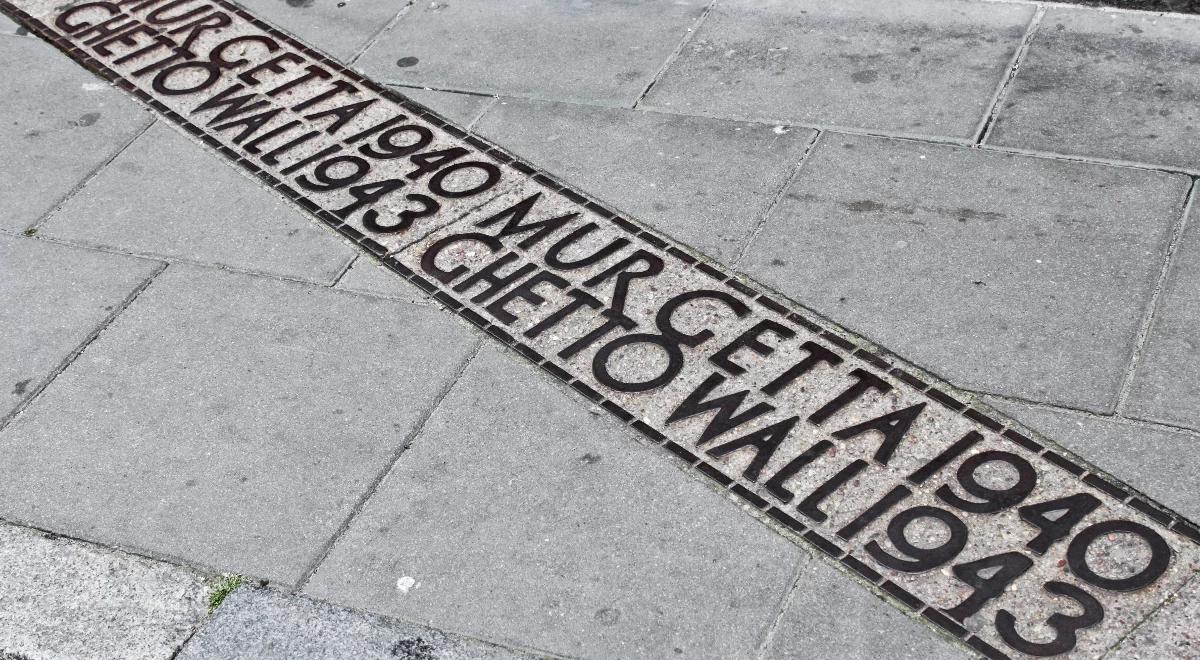 MUR GETTA 1940
GHETTO WALL 1943
MUR GETTA 1940
GHETTO WALL 1943